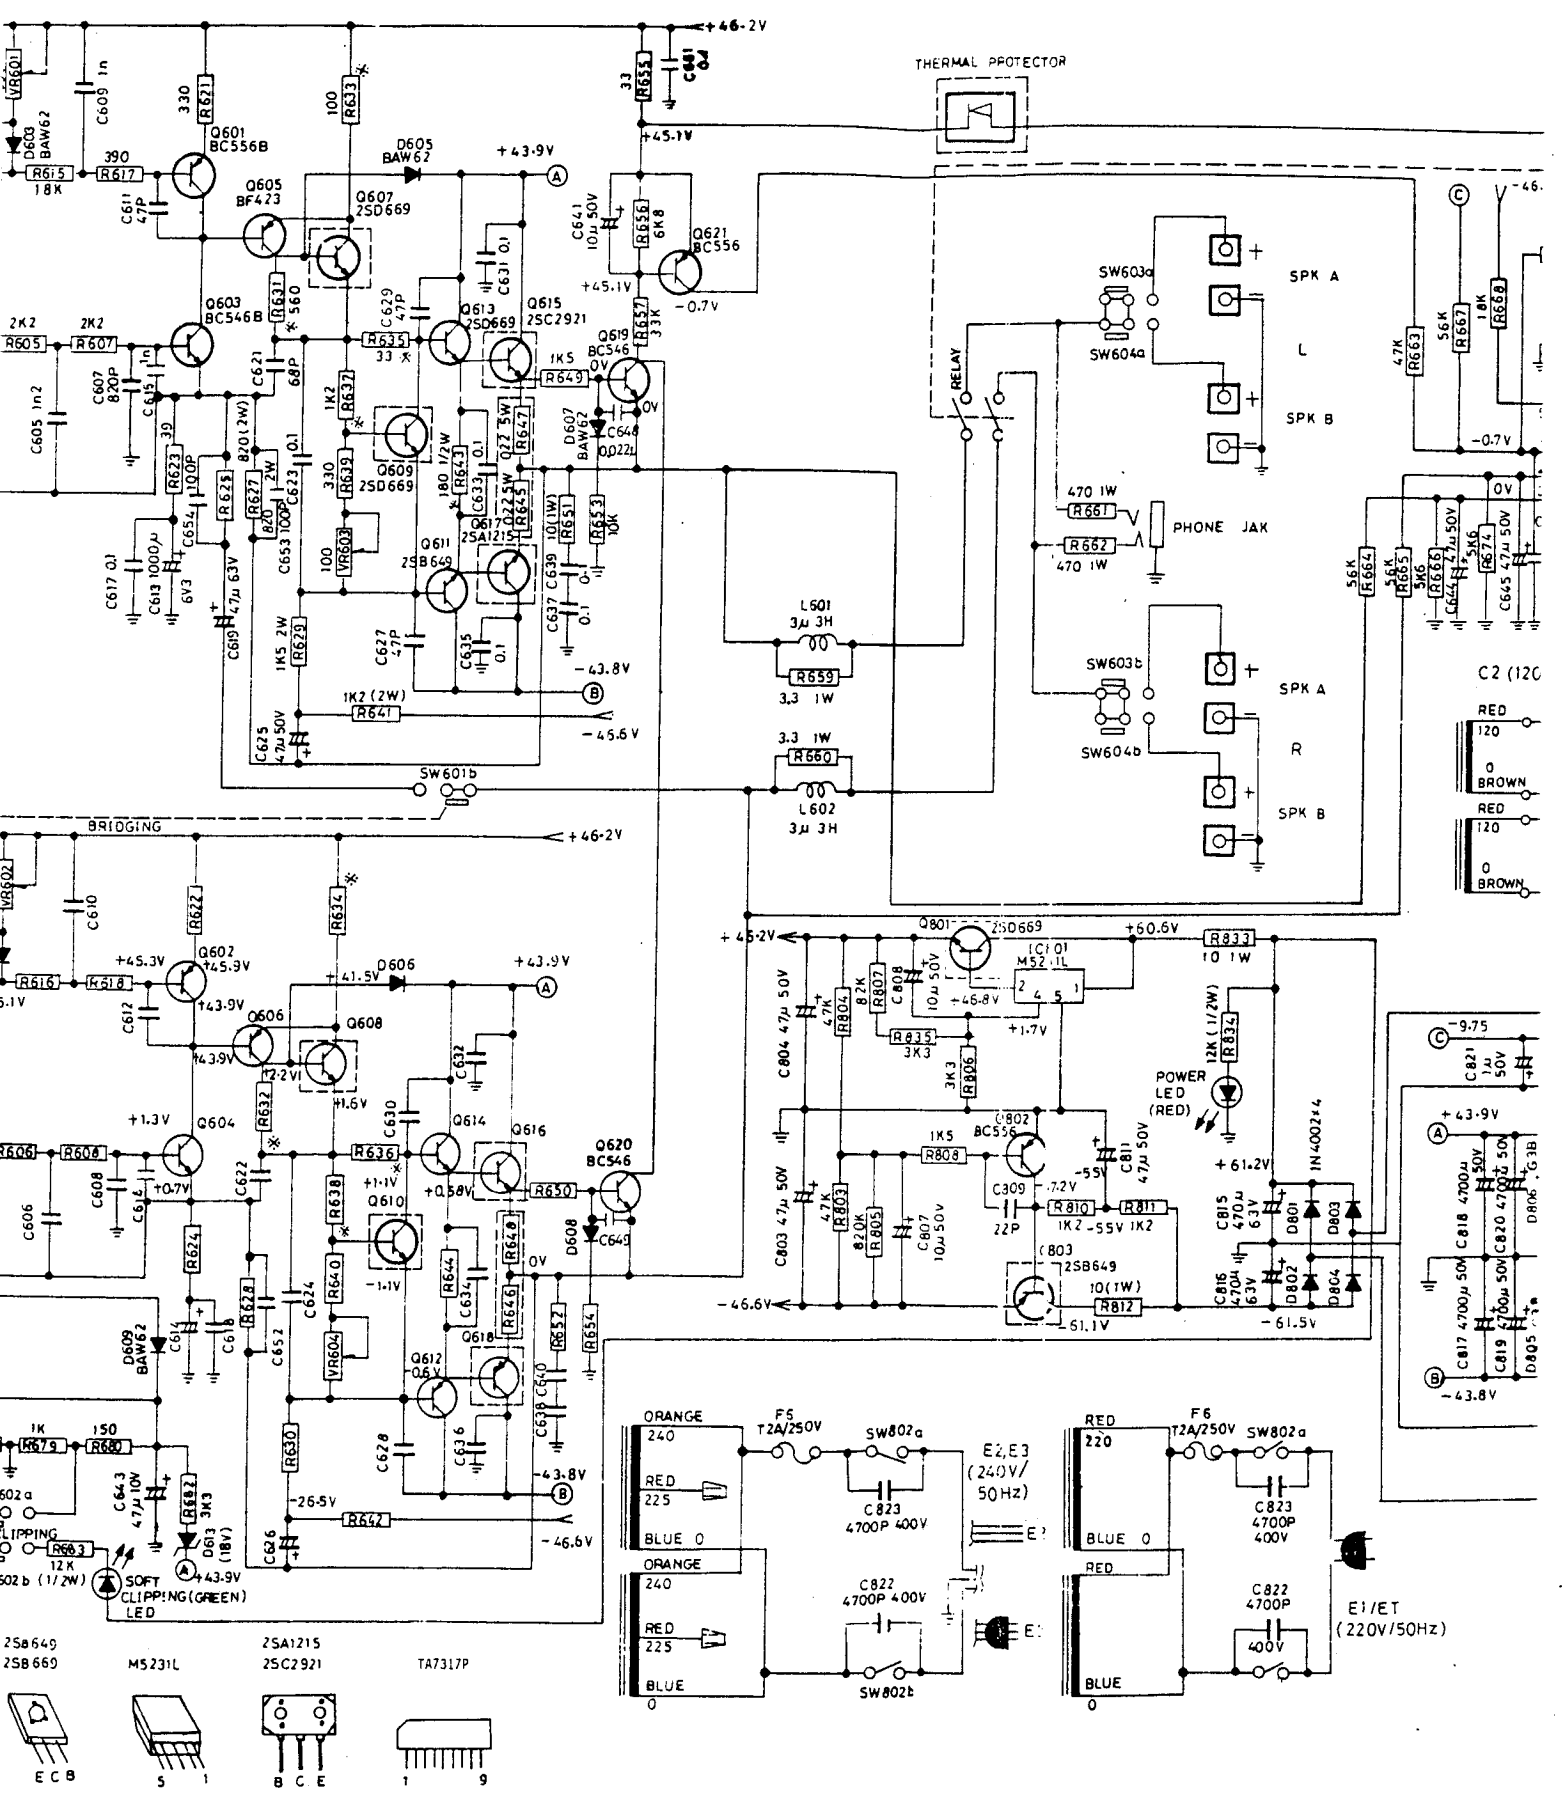 +46-2V
THERMAL PROTECTOR
VR601
C609 1n
330
R621
100
R633
*
33
R655
+45.1V
D603
BAW62
390
Q601
BC556B
D605
BAW62
+43.9V
A
R615
18K
R617
C611
47P
Q605
BF423
Q607
2SD669
C631 0.1
C641
10µ 50V
R656
6K8
Q621
BC556
C
-46.
SW603a
SPK A
R631
* 560
C629
47P
+45.1V
-0.7V
Q603
BC546B
Q613
2SD669
Q615
2SC2921
R657
33K
Q619
BC546
18K
R668
56K
R667
47K
R663
2K2
R605
2K2
R607
1n
C615
C607
820P
C621
68P
R635
33 *
1K5
R649
0V
SW604a
L
RELAY
C605 1n2
39
R623
820(2W)
1K2
R637
D607
BAW62
C648
0.022µ
0V
SPK B
100P
C654
R625
R627
2W
820
C653 100P
C623 0.1
330
R639
Q609
2SD669
180 1/2W
R643
C633 0.1
*
R647
R645
Q617
2SA1215
10(1W)
R651
R653
10K
-0.7V
0V
470 1W
R661
PHONE JAK
R662
470 1W
C617 0.1
C613 1000µ
6V3
47µ 63V
C619
100
VR603
Q611
2SB649
C639
C637
0.1
56K
R664
56K
R665
5K6
R666
C644 47µ 50V
5K6
R674
C645 47µ 50V
L601
3µ 3H
1K5 2W
R629
C627
47P
C635
0.1
-43.8V
B
R659
3.3 1W
SW603b
SPK A
C2 (120
1K2 (2W)
R641
-45.6V
C625
47µ 50V
3.3 1W
R660
SW604b
R
RED
120
0
BROWN
SW601b
L602
3µ 3H
SPK B
RED
120
0
BROWN
BRIDGING
+46-2V
VR602
C610
R622
R634
*
Q801
2SD669
+60.6V
M5231L
R833
10 1W
+45.3V
Q602
+45.9V
+41.5V
D606
+43.9V
A
R616
R618
C612
+43.9V
Q606
Q608
+43.9V
C632
C804 47µ 50V
47K
R804
82K
R807
C808
10µ 50V
+46.8V
2
4
5
1
+1.7V
R835
3K3
3K3
R806
12K (1/2W)
R834
POWER
LED
(RED)
C
-9.75
C821
1µ
50V
R632
*
+1.6V
C630
+1.3V
Q604
Q614
Q616
Q620
BC546
Q802
BC556
1K5
R808
-55V
C811
47µ 50V
1N4002*4
+43.9V
A
R606
R608
C608
C614
+0.7V
C622
R636
+1.1V
*
+0.58V
R650
+61.2V
C606
R624
R638
*
Q610
R648
D608
C649
C803 47µ 50V
47K
R803
820K
R805
C807
10µ 50V
C309
22P
-7.2V
R810
1K2
-55V
R811
1K2
C815
470µ
63V
D801
D803
C818 4700µ
50V
C820 4700µ 50V
D806
R628
C652
C624
R640
-1.1V
R644
C634
R646
0V
2SB649
10(1W)
R812
-46.6V
-61.1V
C816
470µ
63V
D802
D804
-61.5V
C817 4700µ 50V
C819 4700µ 50V
D805
D609
BAW62
C614
C618
VR604
Q612
-0.6V
Q618
R652
R654
C640
C638
B
-43.8V
1K
R679
150
R680
R630
C628
C636
ORANGE
240
F5
T2A/250V
SW802a
E2,E3
(240V/
50Hz)
RED
220
F6
T2A/250V
SW802a
C643
47µ 10V
R682
3K3
-26.5V
-43.8V
B
RED
225
C823
4700P 400V
C823
4700P
400V
602a
D613
(18V)
C626
R642
-46.6V
BLUE 0
BLUE 0
12K
602b (1/2W)
A
+43.9V
SOFT
CLIPPING(GREEN)
LED
ORANGE
240
C822
4700P 400V
RED
C822
4700P
400V
E1/ET
(220V/50Hz)
RED
225
BLUE
0
SW802b
BLUE
0
2SB649
2SB669
M5231L
2SA1215
2SC2921
TA7317P
E C B
5 1
B C E
1 9